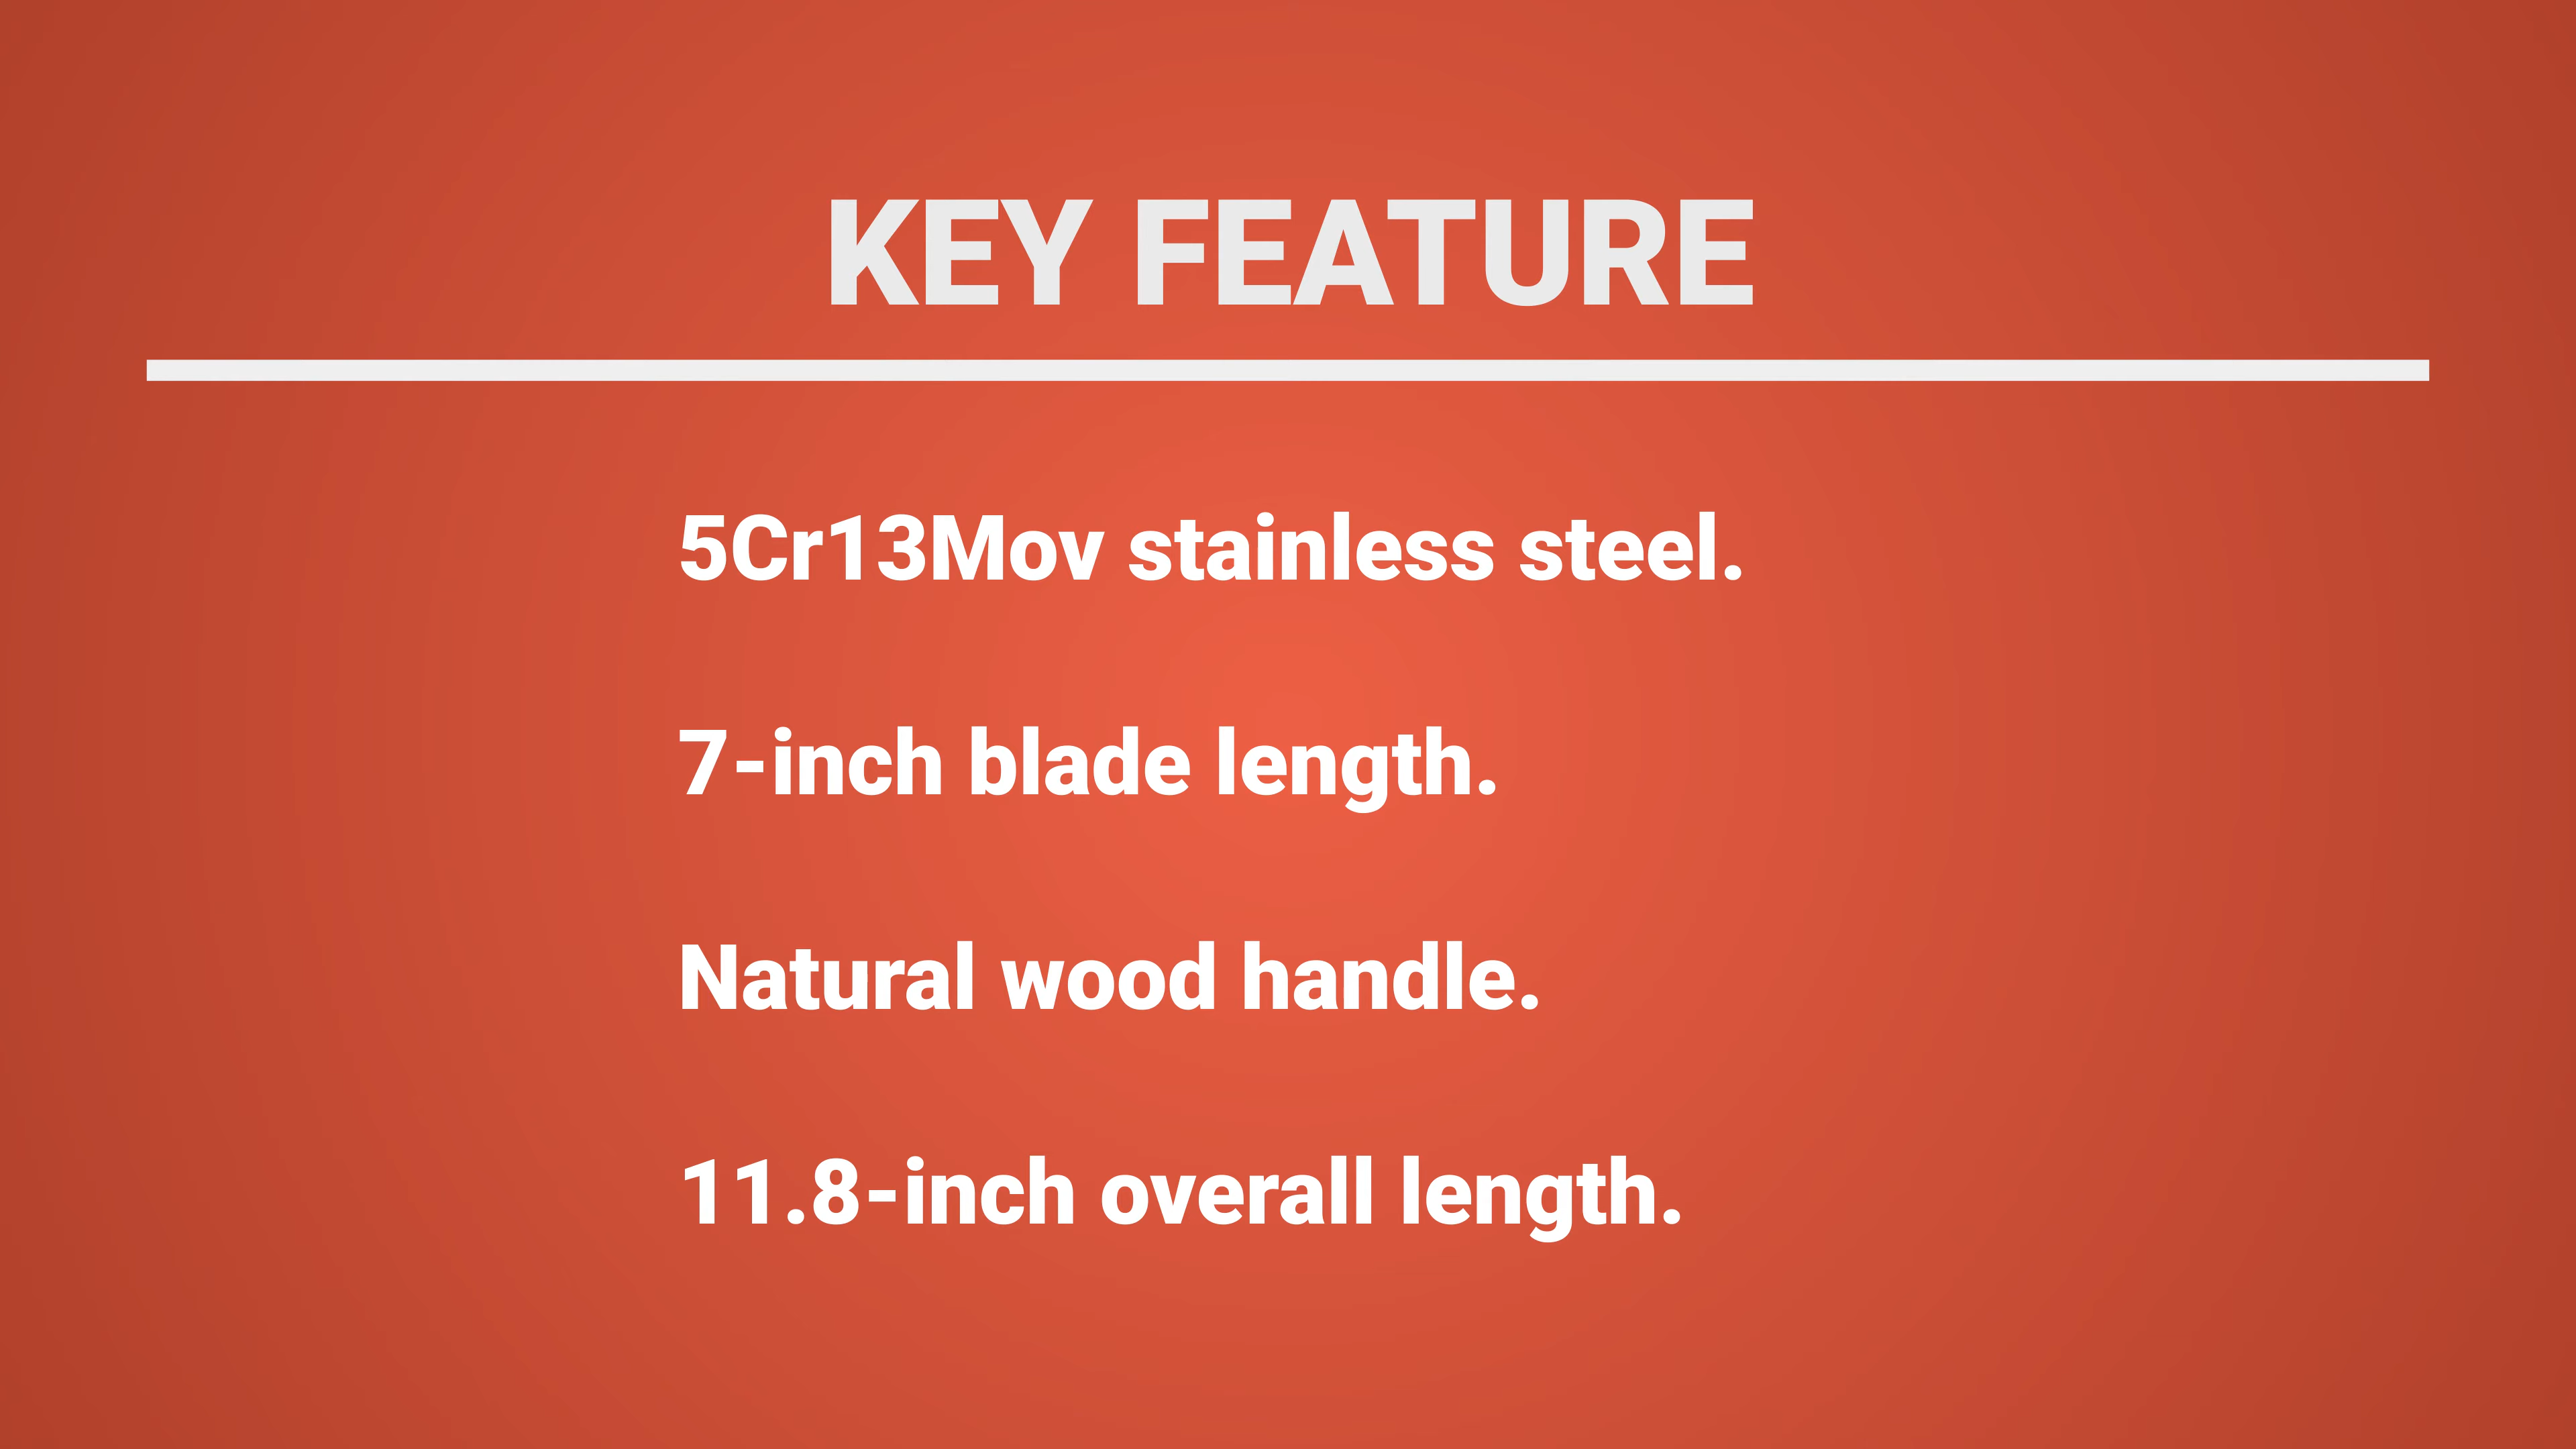 KEY FEATURE
5Cr13Mov stainless steel.
7-inch blade length.
Natural wood handle.
11.8-inch overall length.